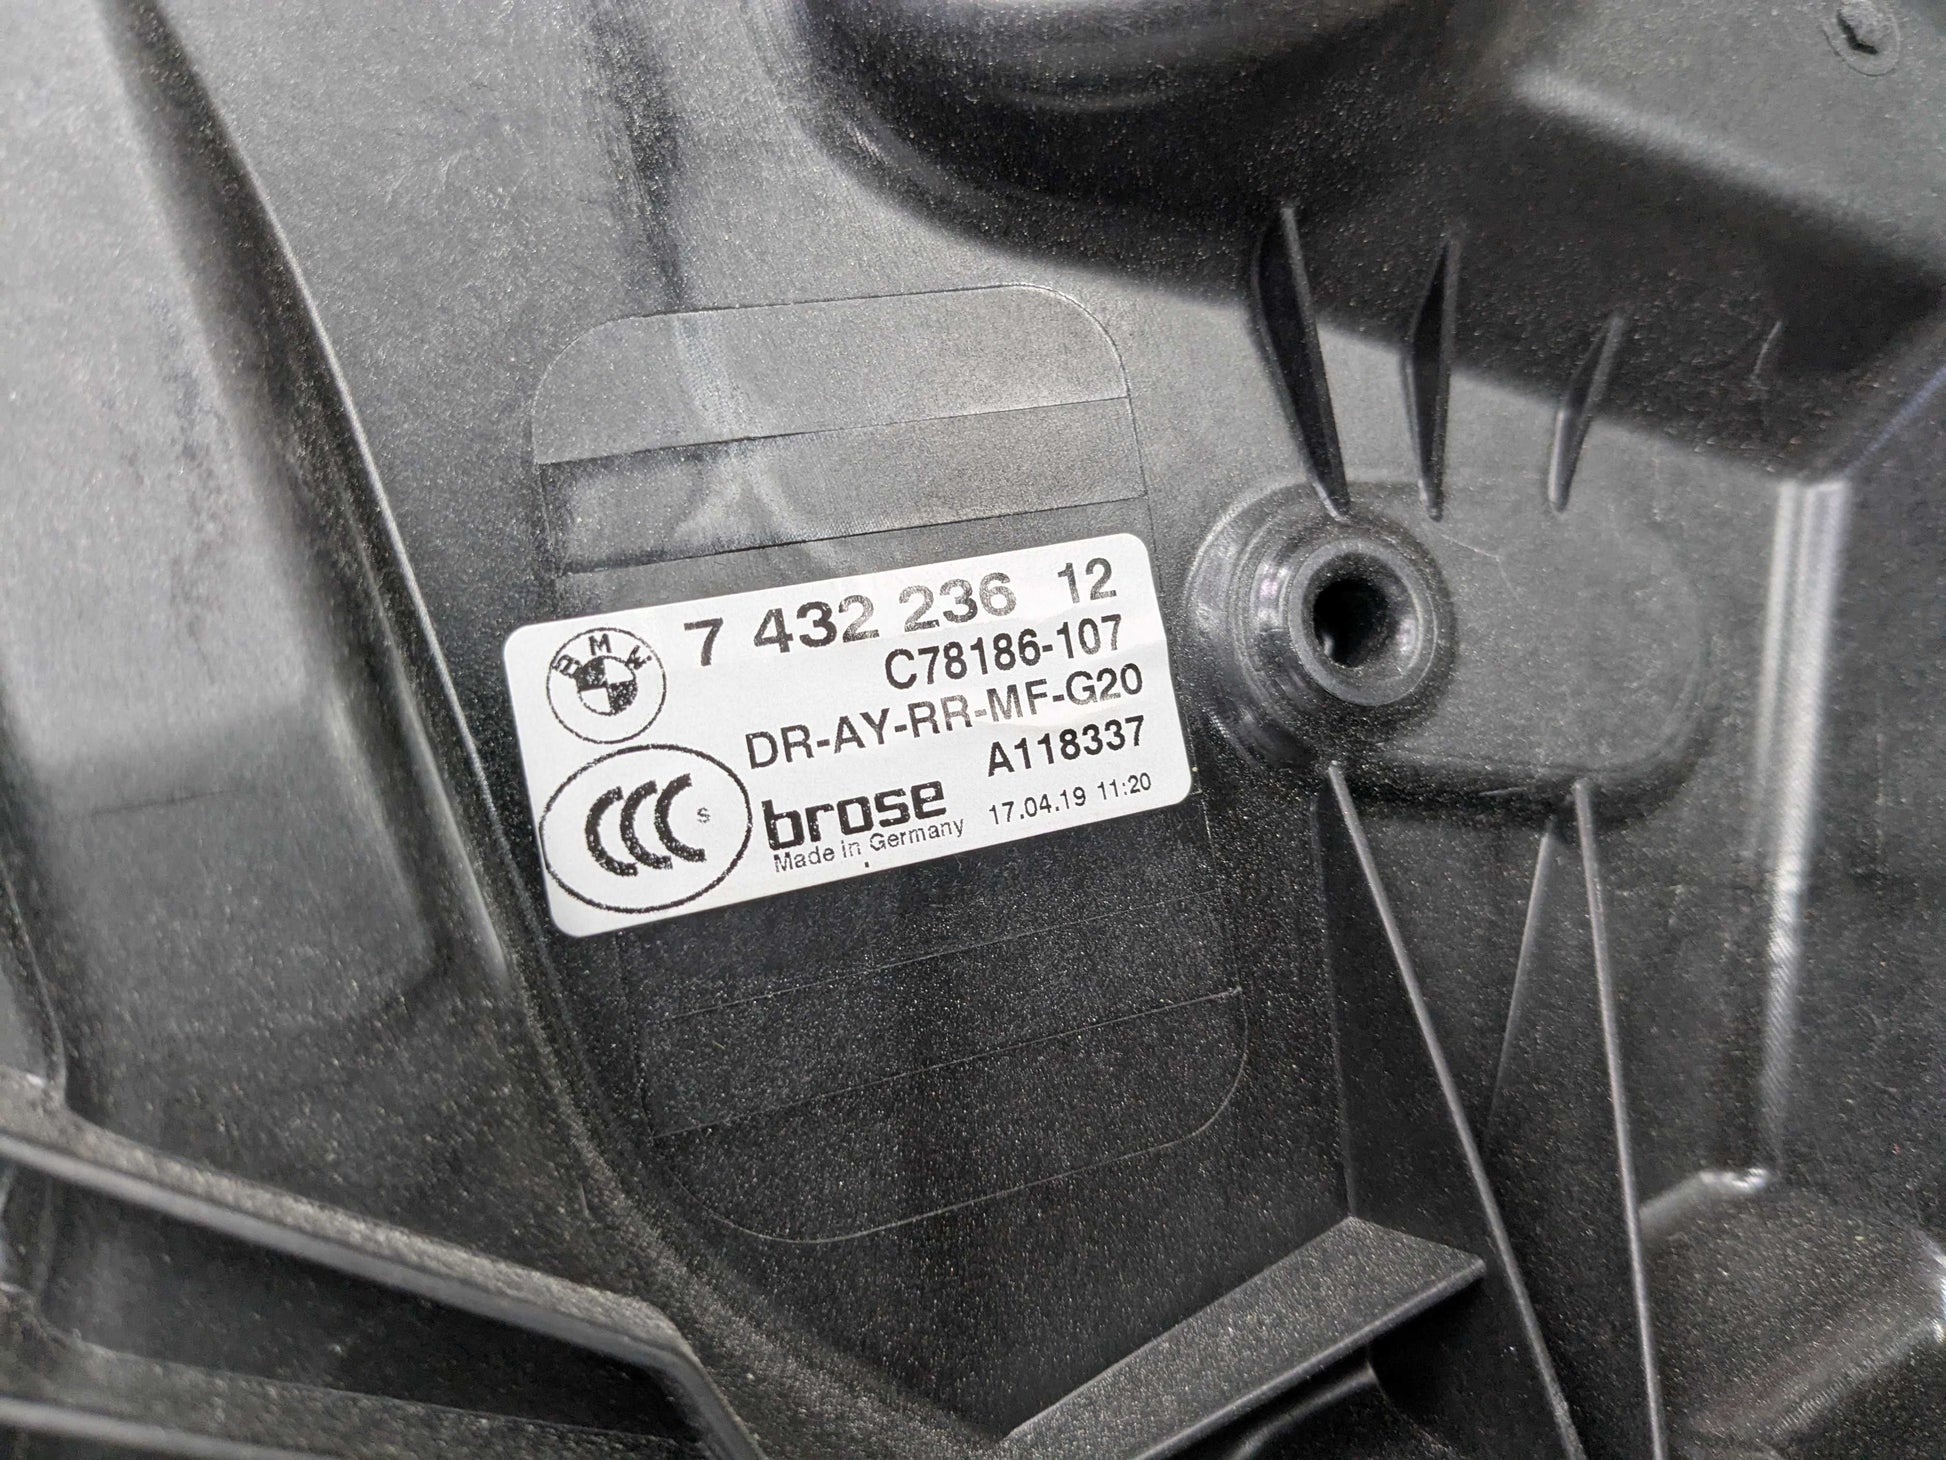 BMW
7 432 236 12
C78186-107
DR-AY-RR-MF-G20
A118337
CCC S
brose
17.04.19 11:20
Made in Germany